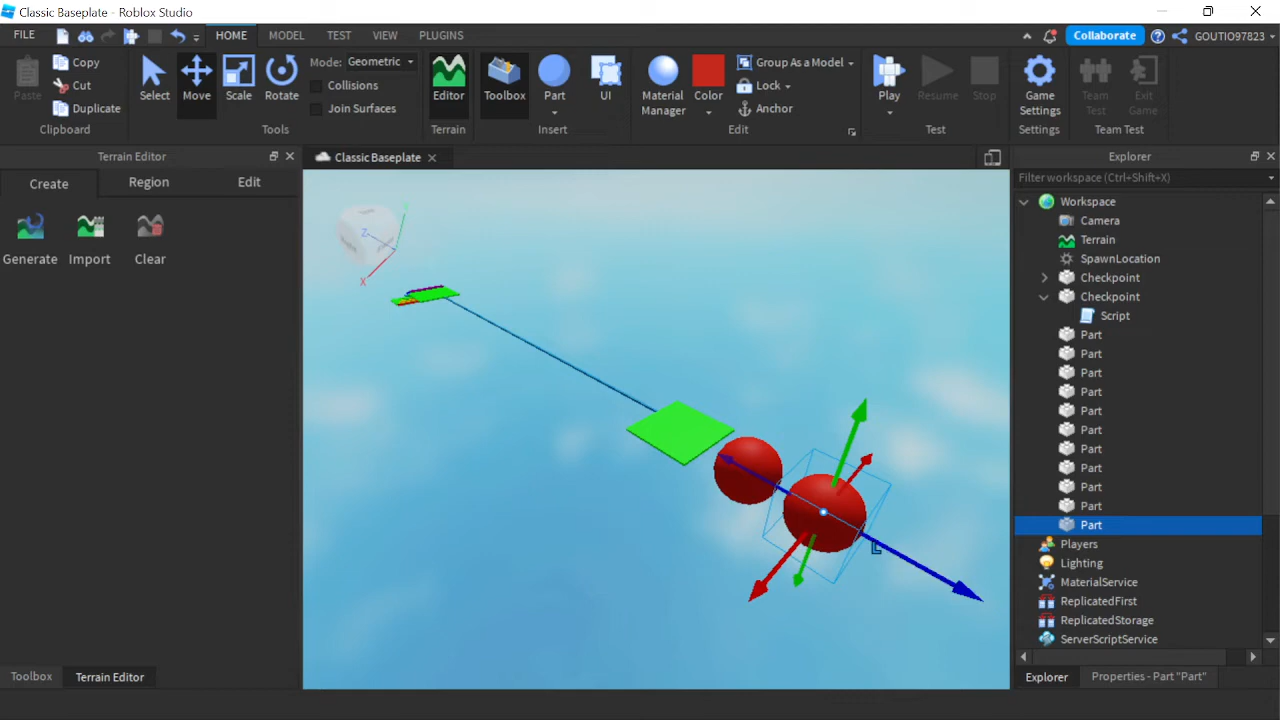 Classic Baseplate - Roblox Studio
FILE HOME MODEL TEST VIEW PLUGINS Collaborate GOUTIO97823
Paste Copy Cut Duplicate
Clipboard
Select Move Scale Rotate
Mode: Geometric
Collisions
Join Surfaces
Tools
Editor
Terrain
Toolbox Part UI
Insert
Material Manager Color
Group As a Model
Lock
Anchor
Edit
Play Resume Stop
Test
Game Settings
Settings
Team Test Exit Game
Team Test
Terrain Editor
Create Region Edit
Generate Import Clear
Classic Baseplate
Z
X
L
Explorer
Filter workspace (Ctrl+Shift+X)
Workspace
Camera
Terrain
SpawnLocation
Checkpoint
Checkpoint
Script
Part
Part
Part
Part
Part
Part
Part
Part
Part
Part
Part
Players
Lighting
MaterialService
ReplicatedFirst
ReplicatedStorage
ServerScriptService
Toolbox Terrain Editor
Explorer Properties - Part "Part"